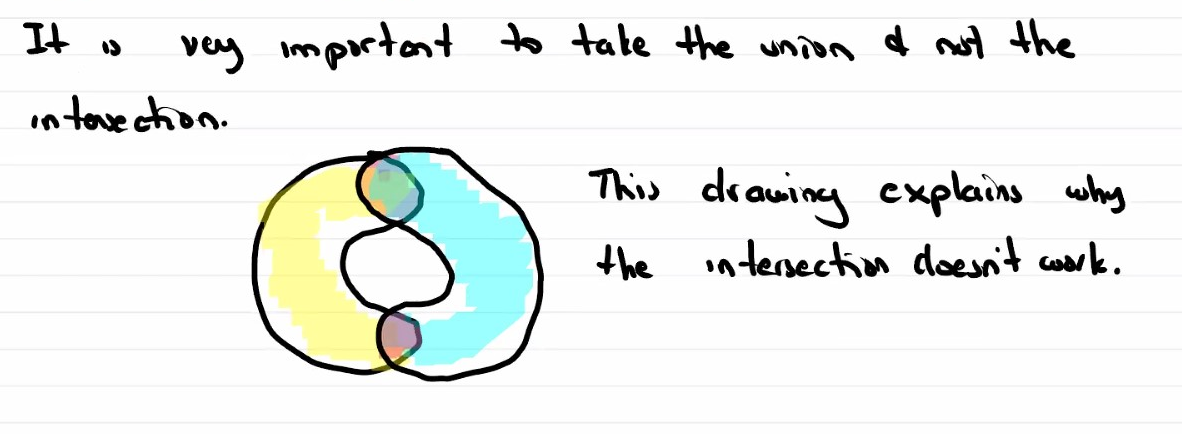 It is very important to take the union & not the
intersection.
This drawing explains why
the intersection doesn't work.